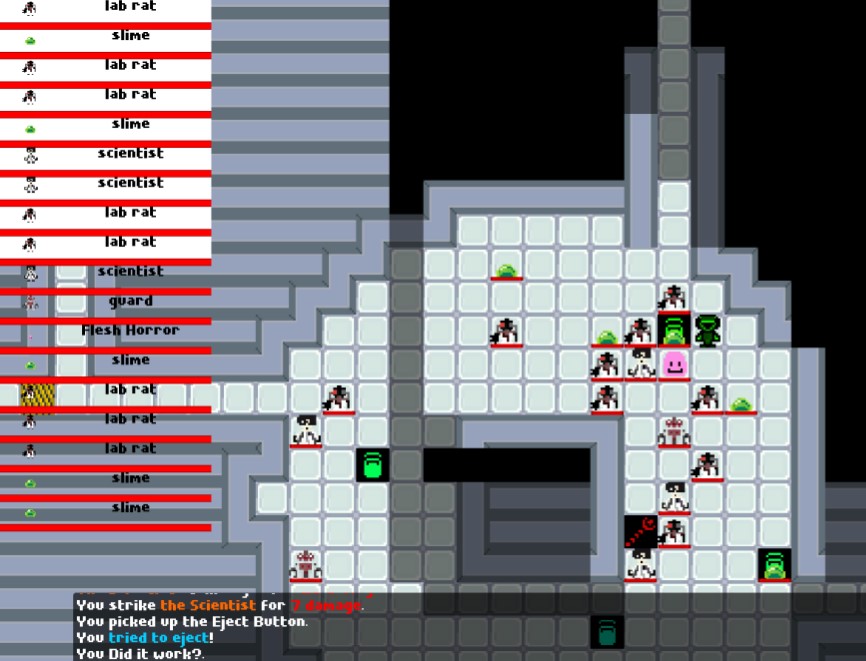 lab rat
slime
lab rat
lab rat
slime
scientist
scientist
lab rat
lab rat
scientist
guard
Flesh Horror
slime
lab rat
lab rat
lab rat
slime
slime
You strike the Scientist for 7 damage.
You picked up the Eject Button.
You tried to eject!
You Did it work?.